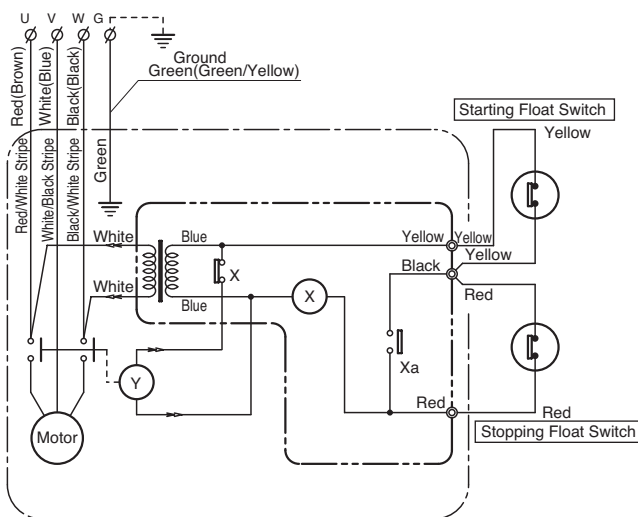 U V W G
Red(Brown)
White(Blue)
Black(Black)
Ground
Green(Green/Yellow)
Starting Float Switch
Yellow
Red/White Stripe
White/Black Stripe
Black/White Stripe
Green
White
Blue
Yellow
Yellow
Yellow
Black
X
White
Blue
X
Red
Xa
Y
Red
Red
Motor
Stopping Float Switch